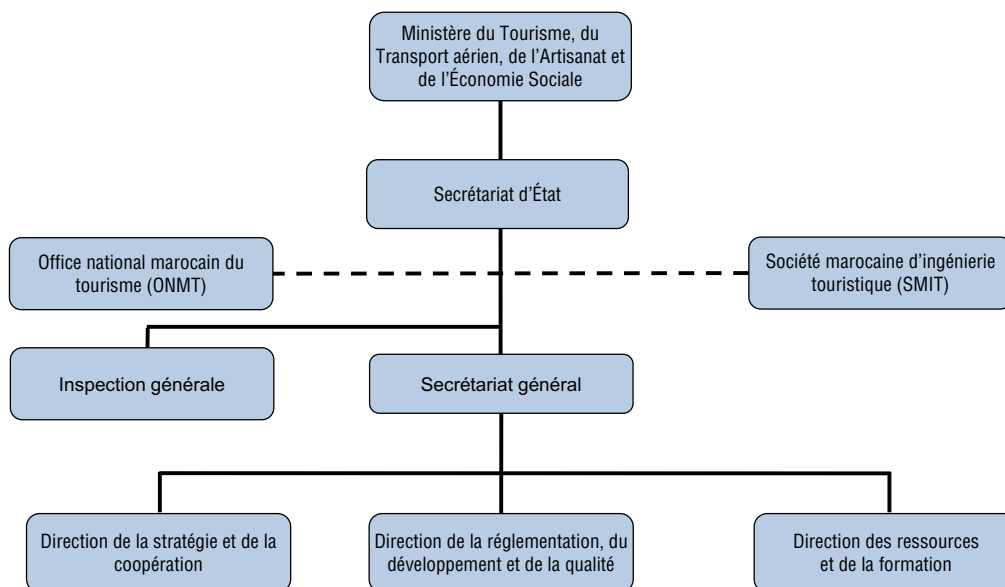 Ministère du Tourisme, du
Transport aérien, de l'Artisanat et
de l'Économie Sociale
Secrétariat d'État
Office national marocain du
tourisme (ONMT)
Société marocaine d'ingénierie
touristique (SMIT)
Inspection générale
Secrétariat général
Direction de la stratégie et de la
coopération
Direction de la réglementation, du
développement et de la qualité
Direction des ressources
et de la formation